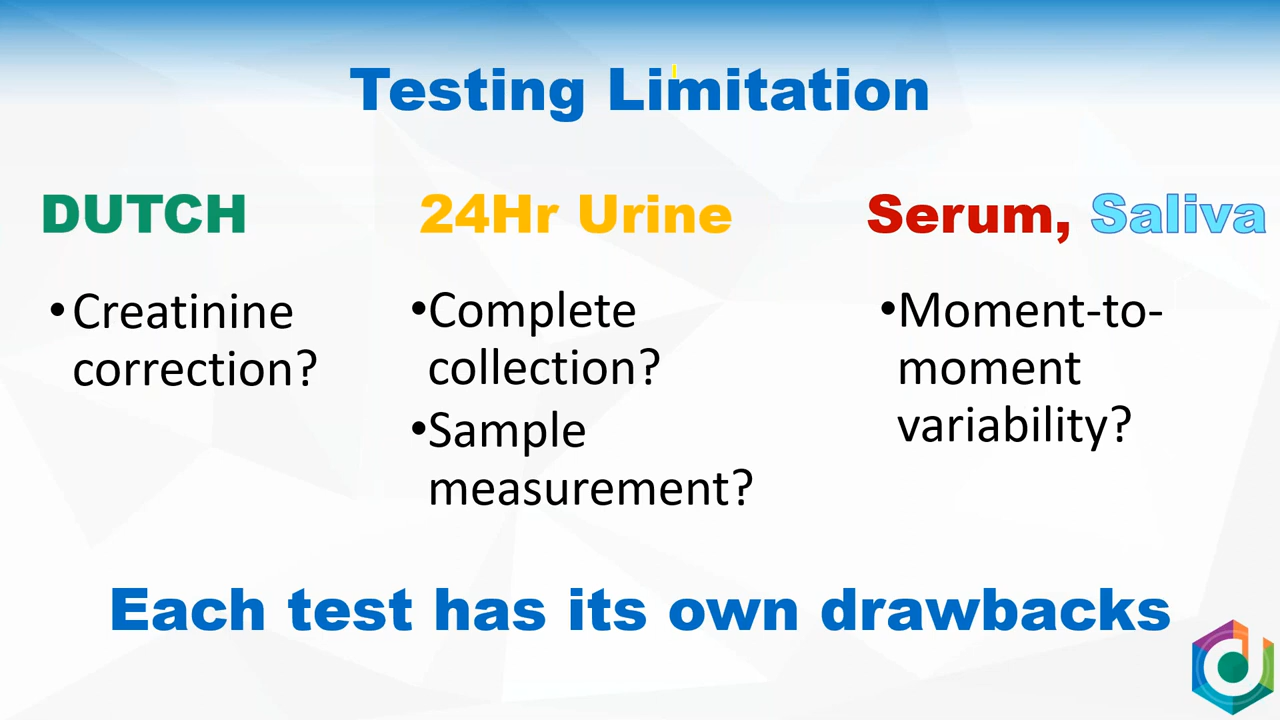 Testing Limitation
DUTCH
• Creatinine
correction?
24Hr Urine
•Complete
collection?
•Sample
measurement?
Serum, Saliva
•Moment-to-
moment
variability?
Each test has its own drawbacks